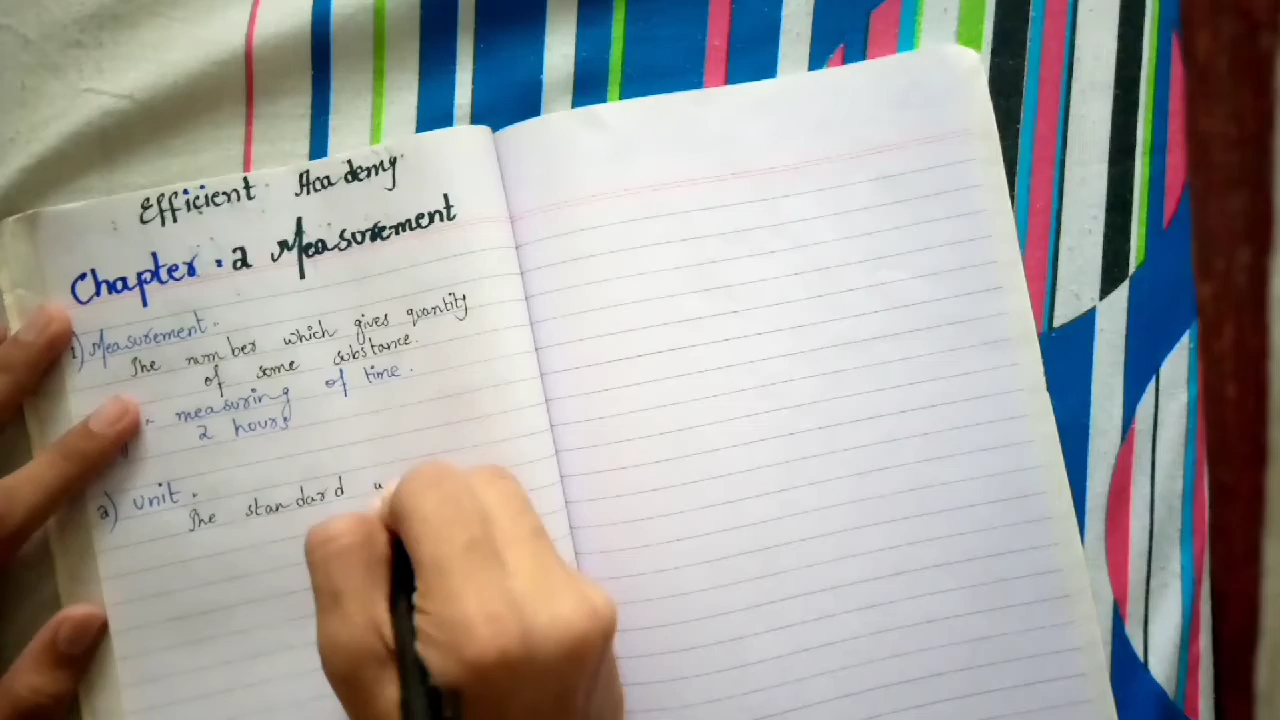 Efficient Academy
Chapter : 2 Measurement
1) Measurement :
The number which gives quantity
of some substance.
measuring of time.
2 hours
2) Unit :
The standard u